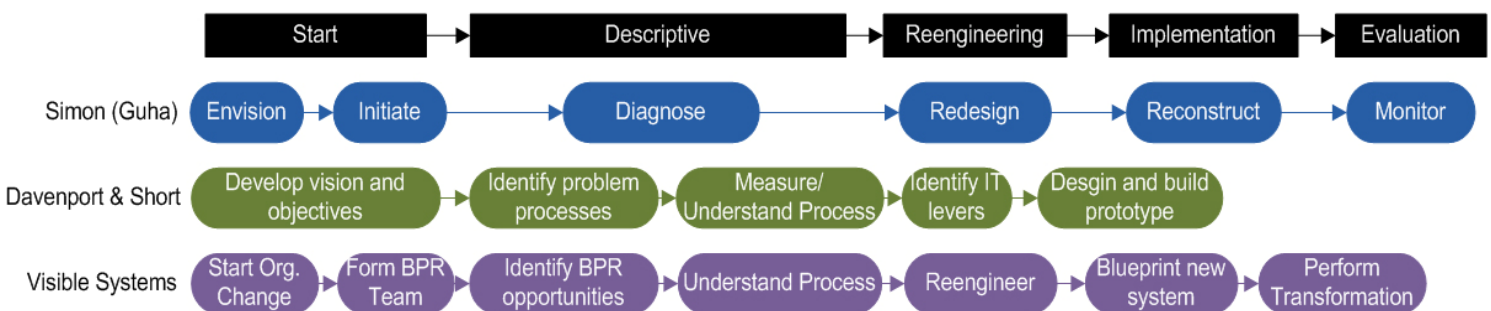 Start
Descriptive
Reengineering
Implementation
Evaluation
Simon (Guha)
Envision
Initiate
Diagnose
Redesign
Reconstruct
Monitor
Davenport & Short
Develop vision and
objectives
Identify problem
processes
Measure/
Understand Process
Identify IT
levers
Desgin and build
prototype
Visible Systems
Start Org.
Change
Form BPR
Team
Identify BPR
opportunities
Understand Process
Reengineer
Blueprint new
system
Perform
Transformation